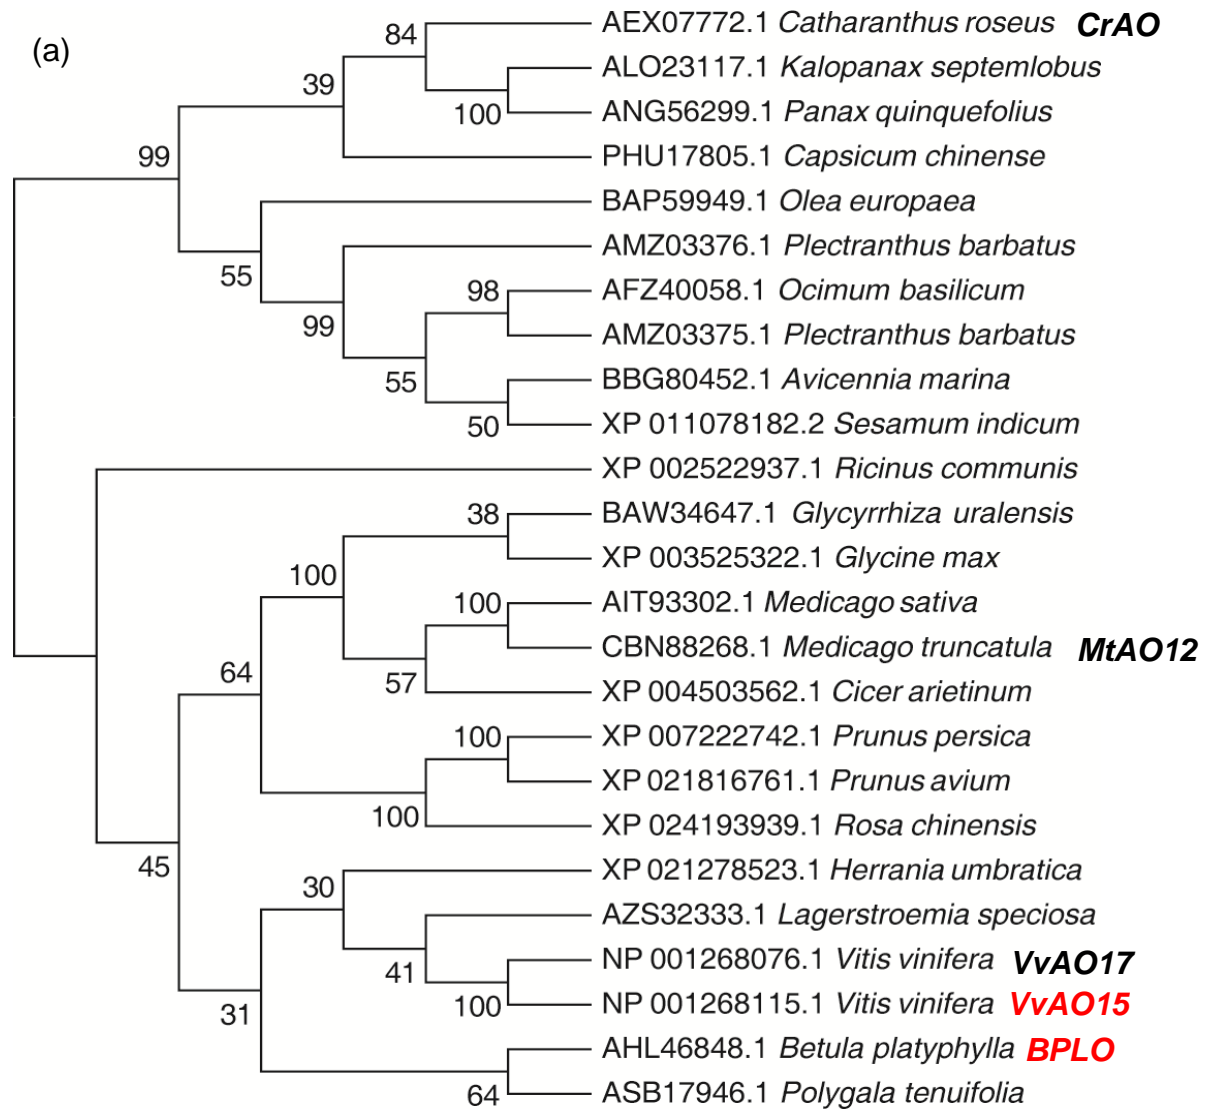 (a)
AEX07772.1 Catharanthus roseus CrAO
84
ALO23117.1 Kalopanax septemlobus
39
100
ANG56299.1 Panax quinquefolius
99
PHU17805.1 Capsicum chinense
BAP59949.1 Olea europaea
55
AMZ03376.1 Plectranthus barbatus
98
AFZ40058.1 Ocimum basilicum
99
AMZ03375.1 Plectranthus barbatus
55
BBG80452.1 Avicennia marina
50
XP 011078182.2 Sesamum indicum
XP 002522937.1 Ricinus communis
38
BAW34647.1 Glycyrrhiza uralensis
XP 003525322.1 Glycine max
100
100
AIT93302.1 Medicago sativa
CBN88268.1 Medicago truncatula MtAO12
64
57
XP 004503562.1 Cicer arietinum
100
XP 007222742.1 Prunus persica
XP 021816761.1 Prunus avium
100
XP 024193939.1 Rosa chinensis
45
30
XP 021278523.1 Herrania umbratica
AZS32333.1 Lagerstroemia speciosa
41
NP 001268076.1 Vitis vinifera VvAO17
100
NP 001268115.1 Vitis vinifera VvAO15
31
AHL46848.1 Betula platyphylla BPLO
64
ASB17946.1 Polygala tenuifolia